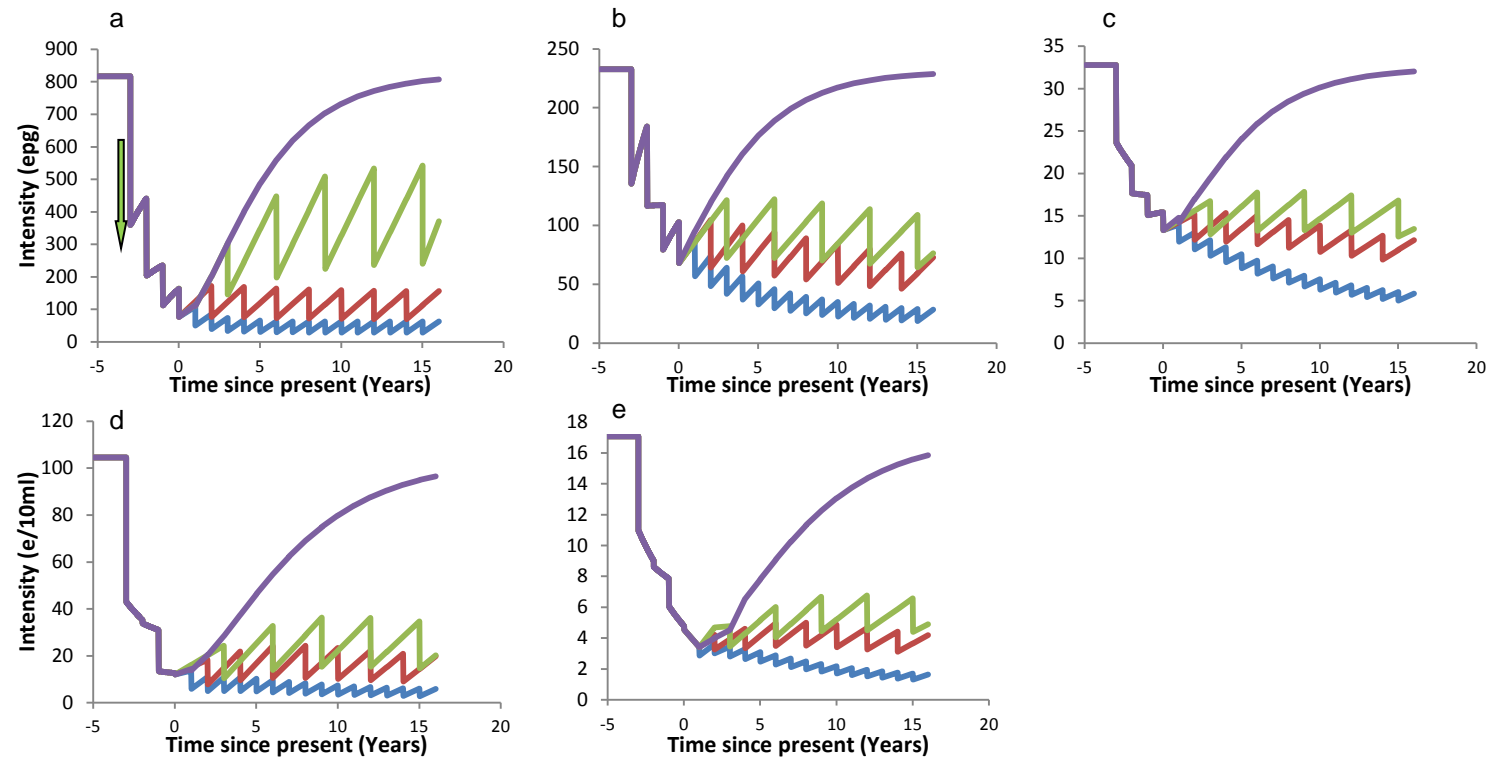 a
900
800
700
600
500
400
300
200
100
0
Intensity (epg)
-5 0 5 10 15 20
Time since present (Years)
b
250
200
150
100
50
0
-5 0 5 10 15 20
Time since present (Years)
c
35
30
25
20
15
10
5
0
-5 0 5 10 15 20
Time since present (Years)
d
120
100
80
60
40
20
0
Intensity (e/10ml)
-5 0 5 10 15 20
Time since present (Years)
e
18
16
14
12
10
8
6
4
2
0
-5 0 5 10 15 20
Time since present (Years)